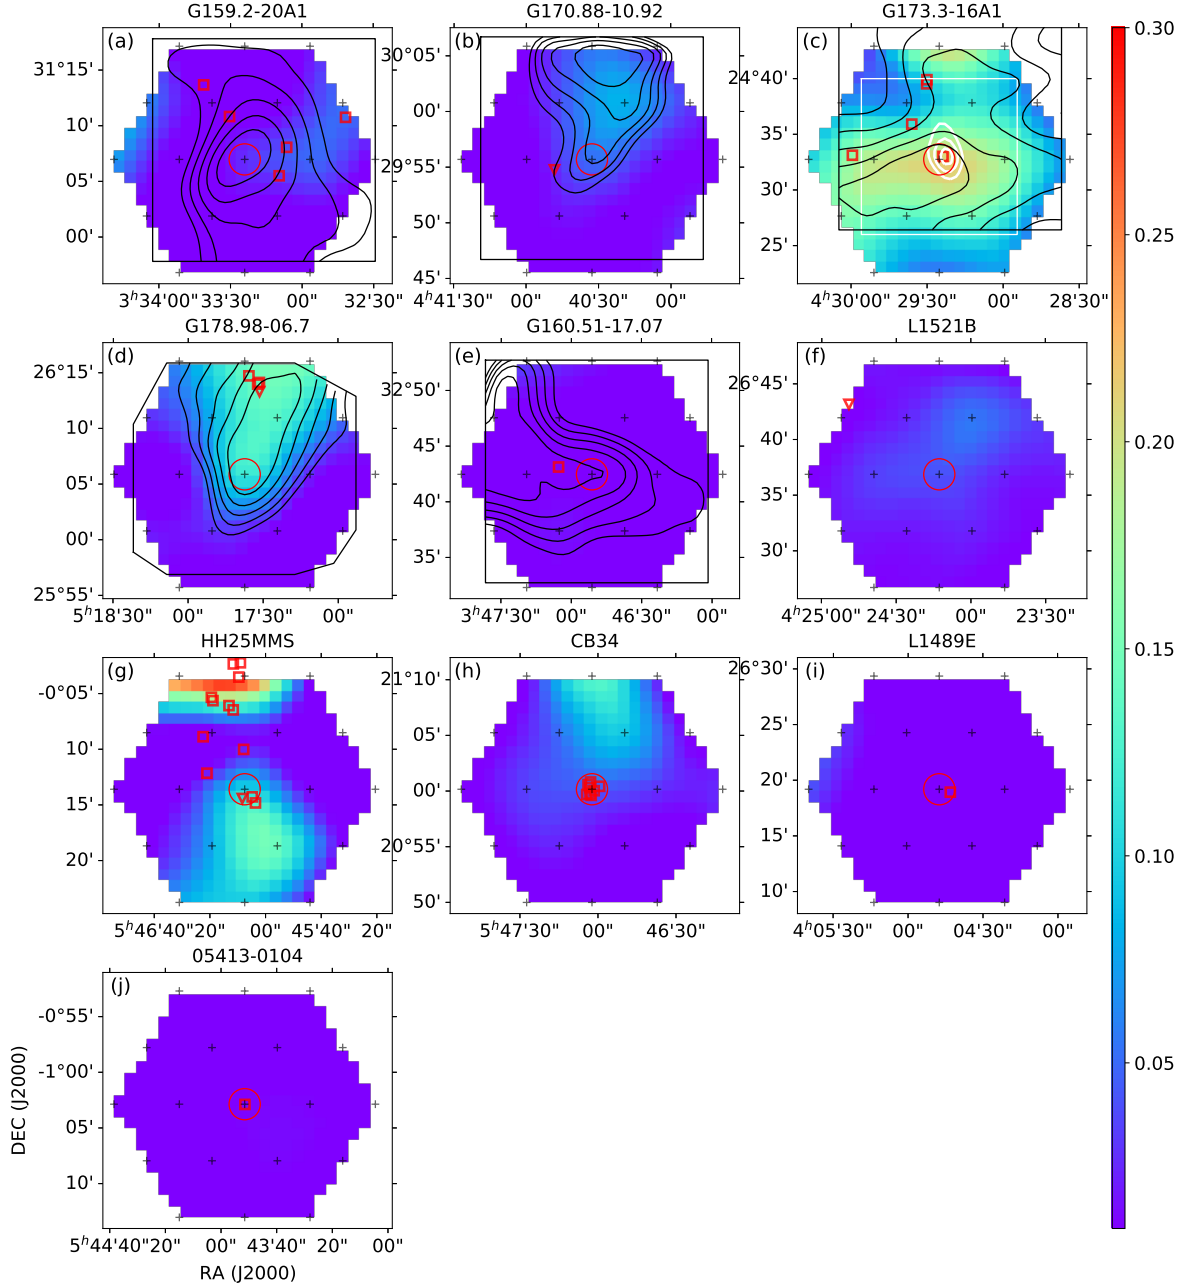 G159.2-20A1 G170.88-10.92 G173.3-16A1
(a) (b) (c)
31°15' 10' 05' 00'
3ʰ34'00" 33'30" 00" 32'30"
30°05' 00' 29°55' 50' 45'
4ʰ41'30" 00" 40'30" 00"
24°40' 35' 30' 25'
4ʰ30'00" 29'30" 00" 28'30"
G178.98-06.7 G160.51-17.07 L1521B
(d) (e) (f)
26°15' 10' 05' 00' 25°55'
5ʰ18'30" 00" 17'30" 00"
32°50' 45' 40' 35'
3ʰ47'30" 00" 46'30" 00"
26°45' 40' 35' 30'
4ʰ25'00" 24'30" 00" 23'30"
HH25MMS CB34 L1489E
(g) (h) (i)
-0°05' 10' 15' 20'
5ʰ46'40"20" 00" 45'40"20"
21°10' 05' 00' 20°55' 50'
5ʰ47'30" 00" 46'30"
26°30' 25' 20' 15' 10'
4ʰ05'30" 00" 04'30" 00"
05413-0104
(j)
-0°55' -1°00' 05' 10'
5ʰ44'40"20" 00" 43'40"20" 00"
DEC (J2000)
RA (J2000)
0.30
0.25
0.20
0.15
0.10
0.05